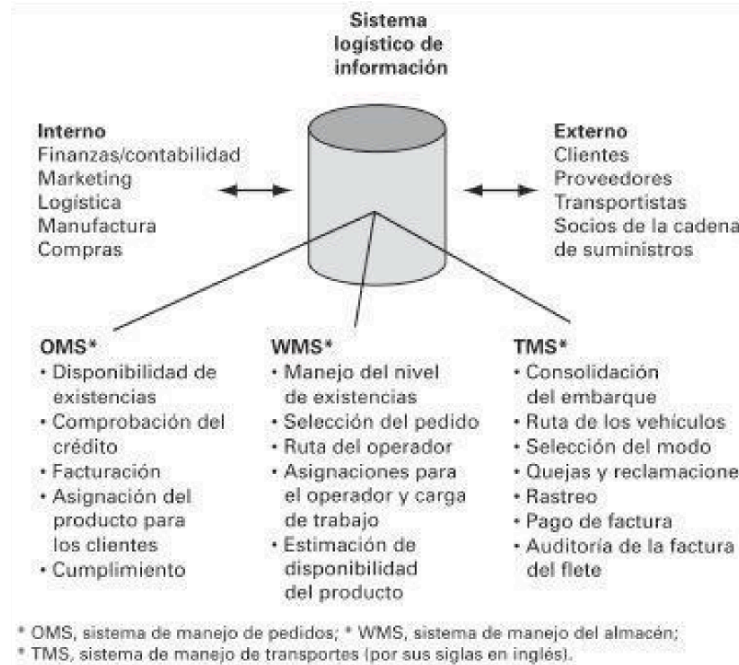 Sistema
logístico de
información
Interno
Finanzas/contabilidad
Marketing
Logística
Manufactura
Compras
Externo
Clientes
Proveedores
Transportistas
Socios de la cadena
de suministros
OMS*
• Disponibilidad de
existencias
• Comprobación del
crédito
• Facturación
• Asignación del
producto para
los clientes
• Cumplimiento
WMS*
• Manejo del nivel
de existencias
• Selección del pedido
• Ruta del operador
• Asignaciones para
el operador y carga
de trabajo
• Estimación de
disponibilidad
del producto
TMS*
• Consolidación
del embarque
• Ruta de los vehículos
• Selección del modo
• Quejas y reclamacione
• Rastreo
• Pago de factura
• Auditoría de la factura
del flete
* OMS, sistema de manejo de pedidos; * WMS, sistema de manejo del almacén;
* TMS, sistema de manejo de transportes (por sus siglas en inglés).